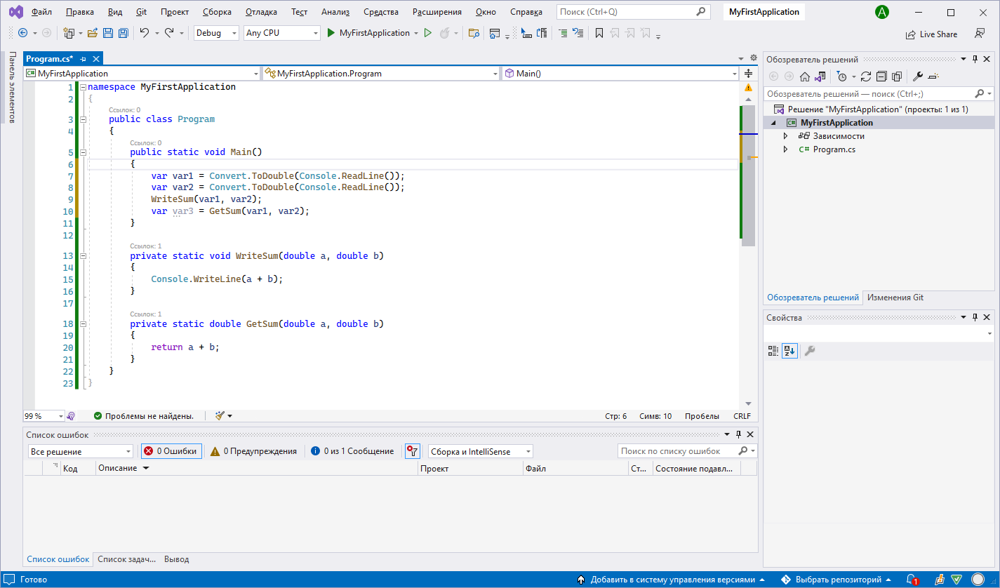 Файл Правка Вид Git Проект Сборка Отладка Тест Анализ Средства Расширения Окно Справка Поиск (Ctrl+Q) MyFirstApplication A
Debug Any CPU MyFirstApplication Live Share
Панель элементов
Program.cs*
C# MyFirstApplication MyFirstApplication.Program Main()
1 namespace MyFirstApplication
2 {
Ссылок: 0
3 public class Program
4 {
Ссылок: 0
5 public static void Main()
6 {
7 var var1 = Convert.ToDouble(Console.ReadLine());
8 var var2 = Convert.ToDouble(Console.ReadLine());
9 WriteSum(var1, var2);
10 var var3 = GetSum(var1, var2);
11 }
12
Ссылок: 1
13 private static void WriteSum(double a, double b)
14 {
15 Console.WriteLine(a + b);
16 }
17
Ссылок: 1
18 private static double GetSum(double a, double b)
19 {
20 return a + b;
21 }
22 }
23 }
99 % Проблемы не найдены. Стр: 6 Симв: 10 Пробелы CRLF
Список ошибок
Все решение 0 Ошибки 0 Предупреждения 0 из 1 Сообщение Сборка и IntelliSense Поиск по списку ошибок
Код Описание Проект Файл Ст... Состояние подавл...
Список ошибок Список задач... Вывод
Обозреватель решений
Обозреватель решений — поиск (Ctrl+;)
Решение "MyFirstApplication" (проекты: 1 из 1)
C# MyFirstApplication
Зависимости
C# Program.cs
Обозреватель решений Изменения Git
Свойства
Готово Добавить в систему управления версиями Выбрать репозиторий 1